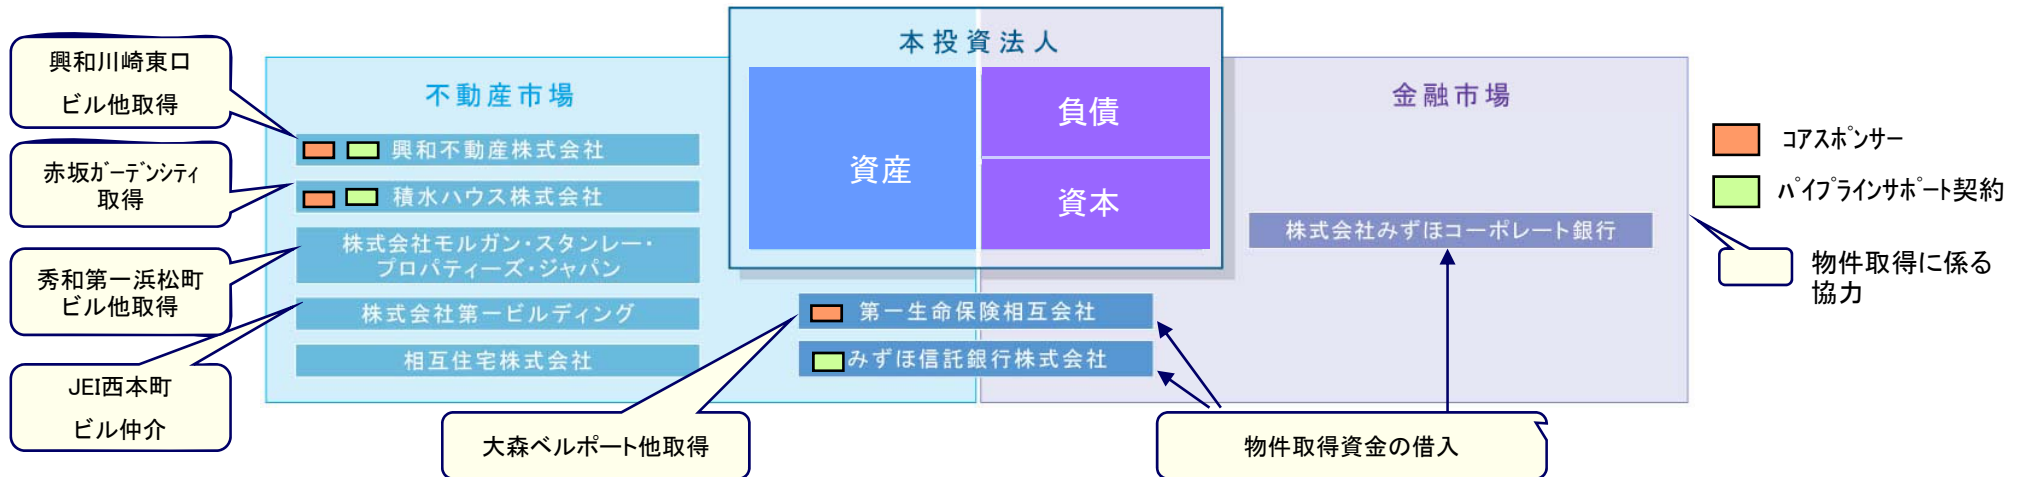 本投資法人
資産
負債
資本
不動産市場
興和不動産株式会社
積水ハウス株式会社
株式会社モルガン・スタンレー・
プロパティーズ・ジャパン
株式会社第一ビルディング
相互住宅株式会社
第一生命保険相互会社
みずほ信託銀行株式会社
金融市場
株式会社みずほコーポレート銀行
興和川崎東口
ビル他取得
赤坂ｶﾞｰﾃﾞﾝｼﾃｨ
取得
秀和第一浜松町
ビル他取得
JEI西本町
ビル仲介
大森ベルポート他取得
物件取得資金の借入
ｺｱｽﾎﾟﾝｻｰ
ﾊﾟｲﾌﾟﾗｲﾝｻﾎﾟｰﾄ契約
物件取得に係る
協力